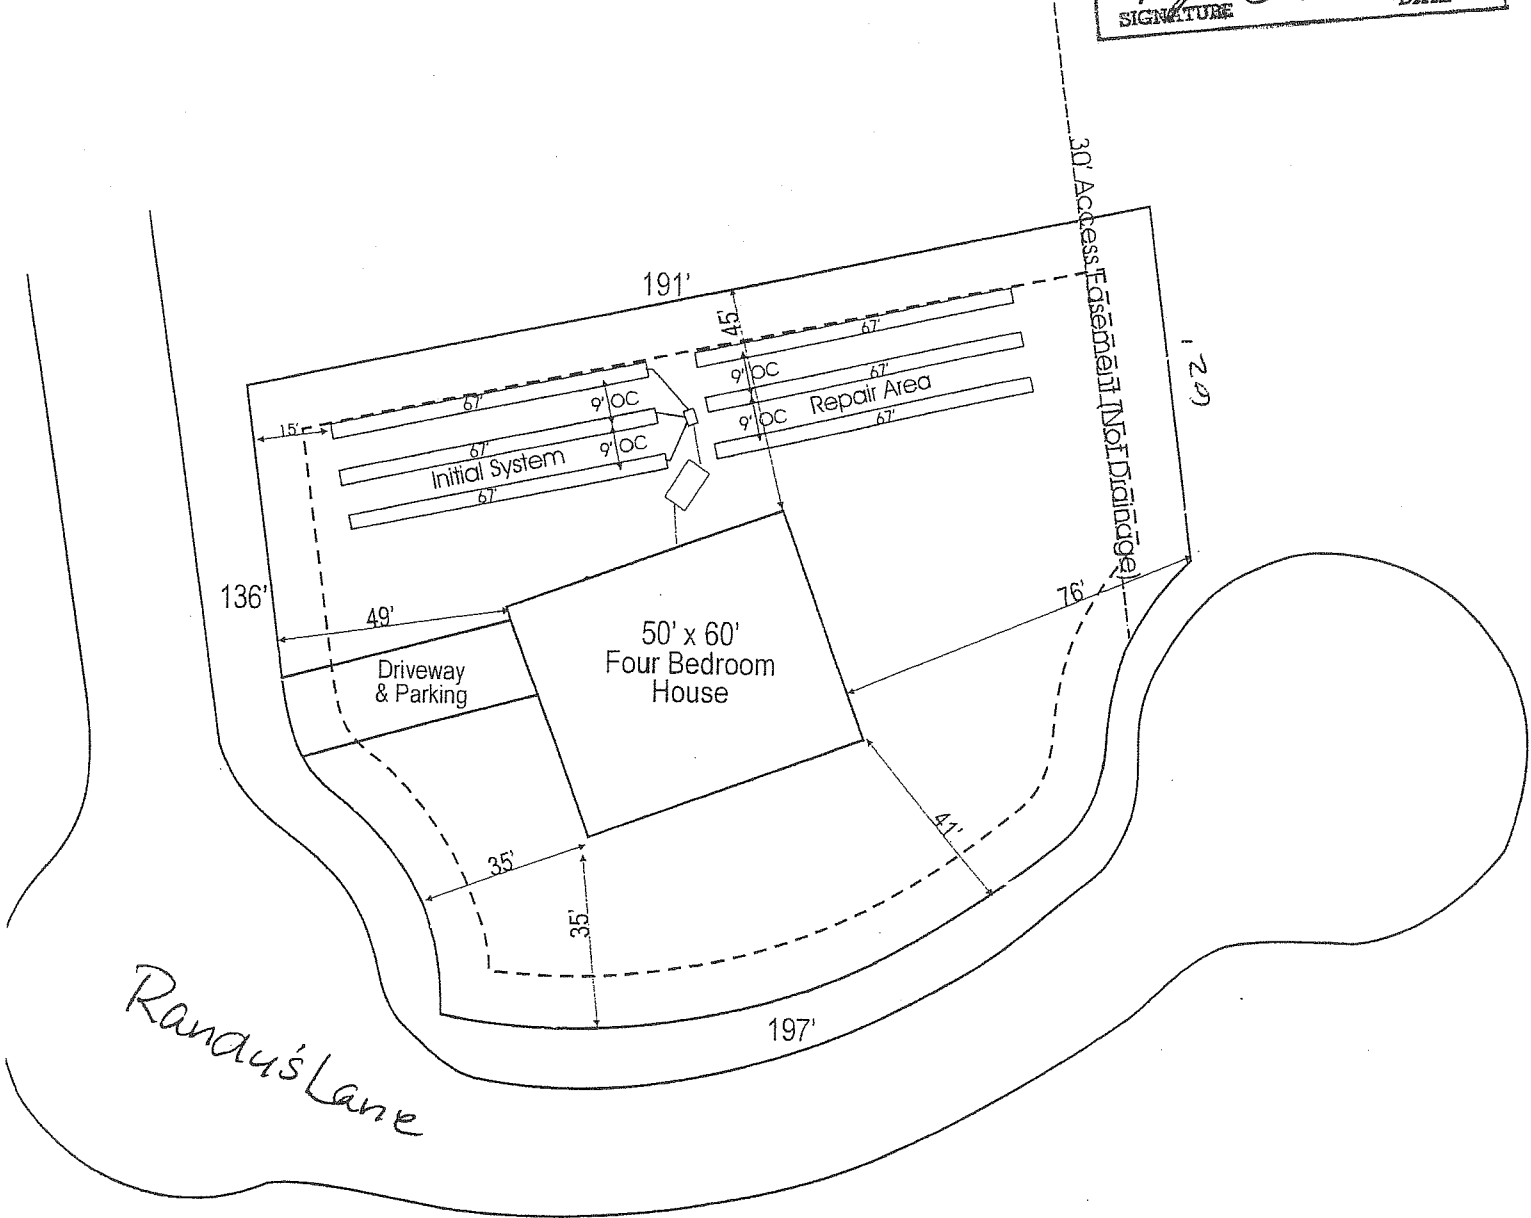 SIGNATURE
DATE
30' Access Easement (Not Drainage)
191'
45'
67'
9' OC
67'
9' OC
Repair Area
67'
15'
67'
9' OC
67'
9' OC
Initial System
67'
136'
49'
76'
50' x 60'
Four Bedroom
House
Driveway
& Parking
35'
35'
41'
197'
Randy's Lane